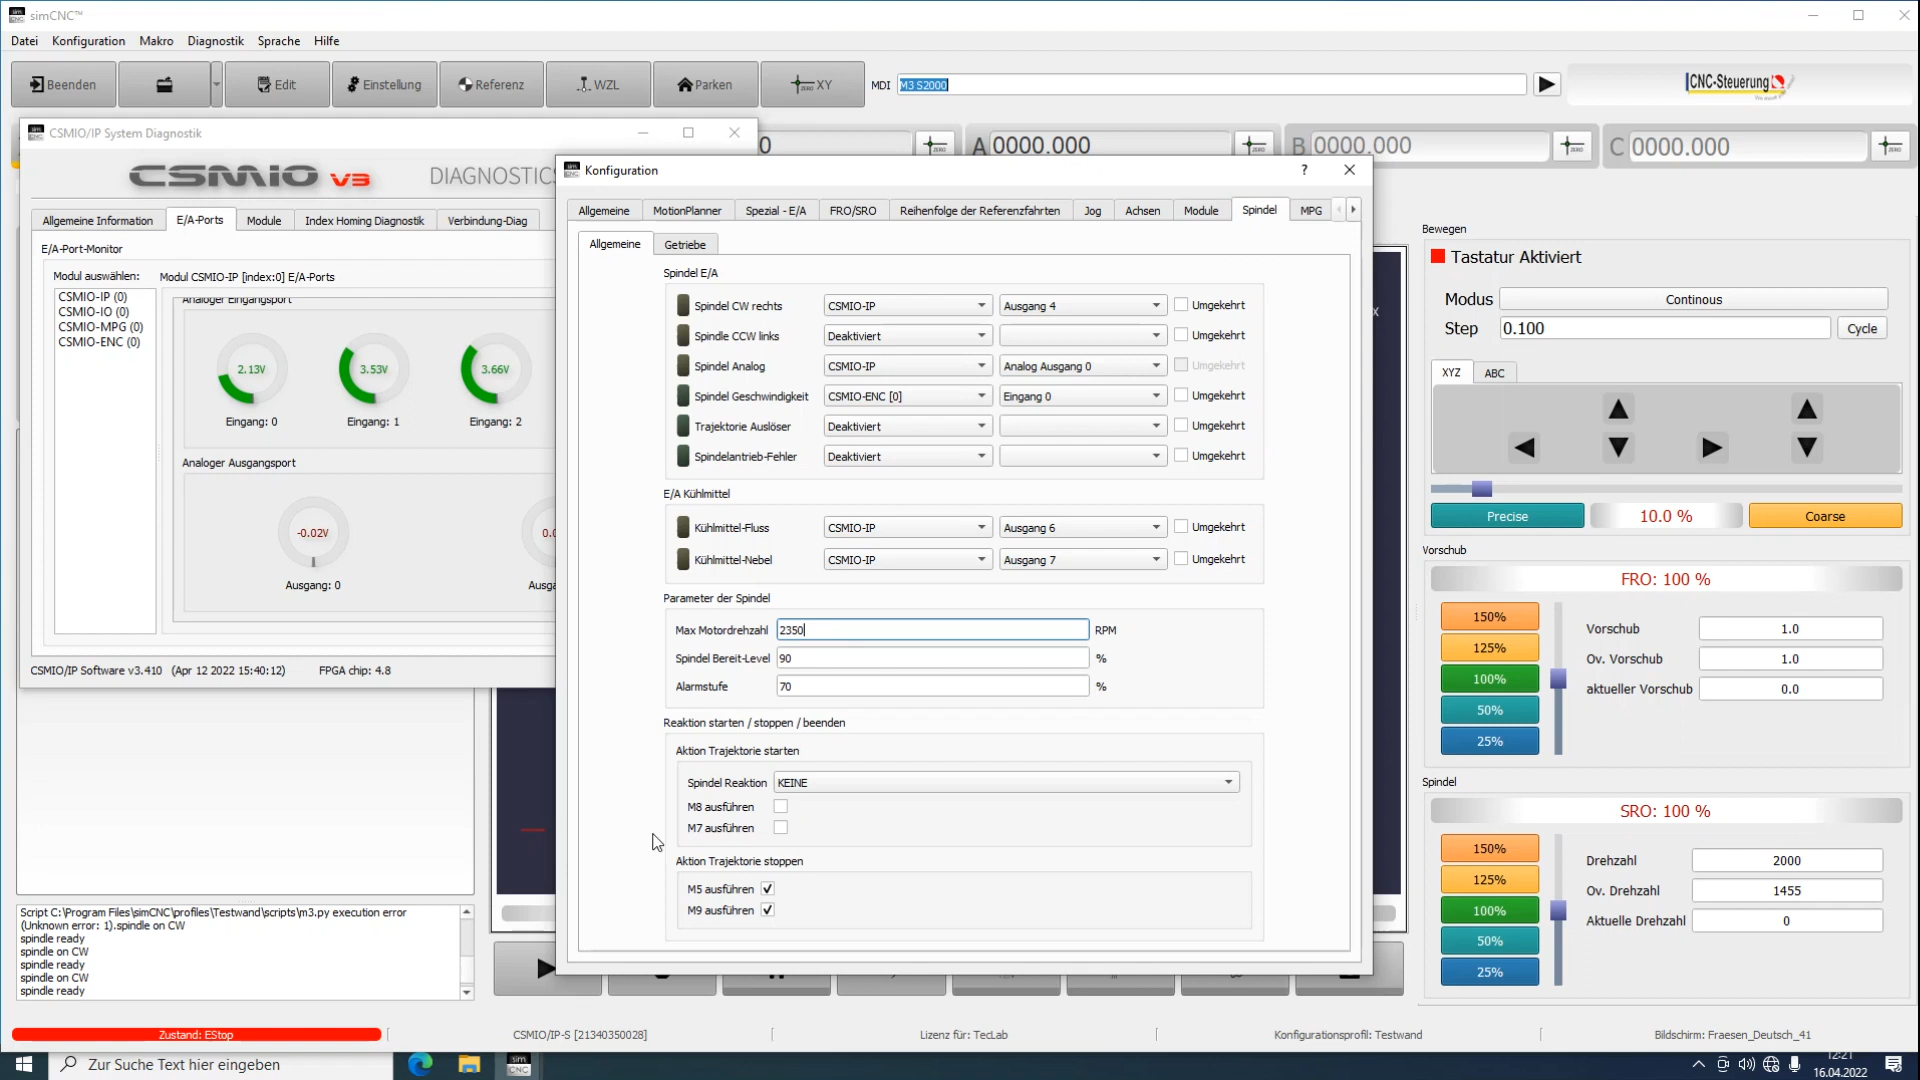 simCNC™
Datei Konfiguration Makro Diagnostik Sprache Hilfe
Beenden Edit Einstellung Referenz WZL Parken ZERO XY MDI M3 S2000 CNC-Steuerung
CSMIO/IP System Diagnostik
0 ZERO A 0000.000 ZERO B 0000.000 ZERO C 0000.000 ZERO
CSMIO V3 DIAGNOSTICS
Allgemeine Information E/A-Ports Module Index Homing Diagnostik Verbindung-Diag
E/A-Port-Monitor
Modul auswählen:
CSMIO-IP (0)
CSMIO-IO (0)
CSMIO-MPG (0)
CSMIO-ENC (0)
Modul CSMIO-IP [index:0] E/A-Ports
Analoger Eingangsport
2.13V 3.53V 3.66V
Eingang: 0 Eingang: 1 Eingang: 2
Analoger Ausgangsport
-0.02V 0.0
Ausgang: 0 Ausga
CSMIO/IP Software v3.410 (Apr 12 2022 15:40:12) FPGA chip: 4.8
Konfiguration ?
Allgemeine MotionPlanner Spezial - E/A FRO/SRO Reihenfolge der Referenzfahrten Jog Achsen Module Spindel MPG
Allgemeine Getriebe
Spindel E/A
Spindel CW rechts CSMIO-IP Ausgang 4 Umgekehrt
Spindle CCW links Deaktiviert Umgekehrt
Spindel Analog CSMIO-IP Analog Ausgang 0 Umgekehrt
Spindel Geschwindigkeit CSMIO-ENC [0] Eingang 0 Umgekehrt
Trajektorie Auslöser Deaktiviert Umgekehrt
Spindelantrieb-Fehler Deaktiviert Umgekehrt
E/A Kühlmittel
Kühlmittel-Fluss CSMIO-IP Ausgang 6 Umgekehrt
Kühlmittel-Nebel CSMIO-IP Ausgang 7 Umgekehrt
Parameter der Spindel
Max Motordrehzahl 2350 RPM
Spindel Bereit-Level 90 %
Alarmstufe 70 %
Reaktion starten / stoppen / beenden
Aktion Trajektorie starten
Spindel Reaktion KEINE
M8 ausführen
M7 ausführen
Aktion Trajektorie stoppen
M5 ausführen
M9 ausführen
x
Bewegen
Tastatur Aktiviert
Modus Continous
Step 0.100 Cycle
XYZ ABC
Precise 10.0 % Coarse
Vorschub
FRO: 100 %
150%
125%
100%
50%
25%
Vorschub 1.0
Ov. Vorschub 1.0
aktueller Vorschub 0.0
Spindel
SRO: 100 %
150%
125%
100%
50%
25%
Drehzahl 2000
Ov. Drehzahl 1455
Aktuelle Drehzahl 0
Script C:\Program Files\simCNC\profiles\Testwand\scripts\m3.py execution error
(Unknown error: 1).spindle on CW
spindle ready
spindle on CW
spindle ready
spindle on CW
spindle ready
Zustand: EStop CSMIO/IP-S [21340350028] Lizenz für: TecLab Konfigurationsprofil: Testwand Bildschirm: Fraesen_Deutsch_41
Zur Suche Text hier eingeben
sim CNC
12:21
16.04.2022